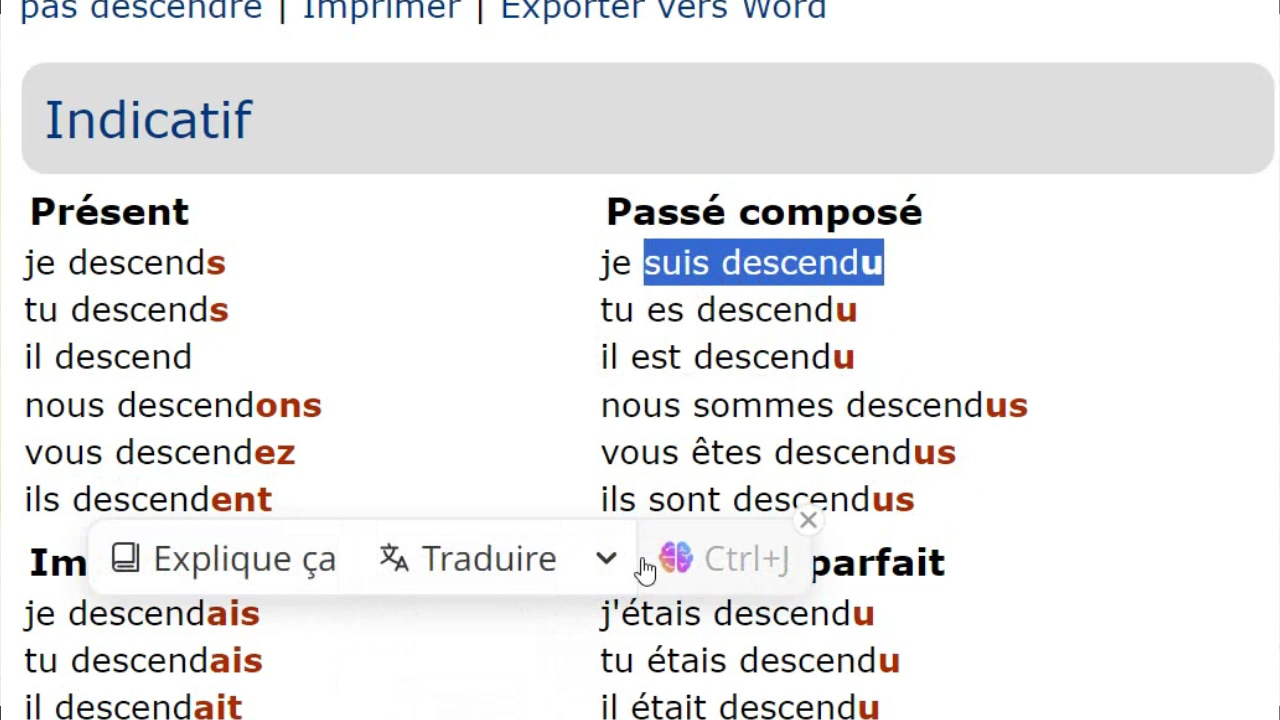 pas descendre | Imprimer | Exporter vers Word
Indicatif
Présent
je descends
tu descends
il descend
nous descendons
vous descendez
ils descendent
Passé composé
je suis descendu
tu es descendu
il est descendu
nous sommes descendus
vous êtes descendus
ils sont descendus
Explique ça
Traduire
Ctrl+J
Im
je descendais
tu descendais
il descendait
parfait
j'étais descendu
tu étais descendu
il était descendu